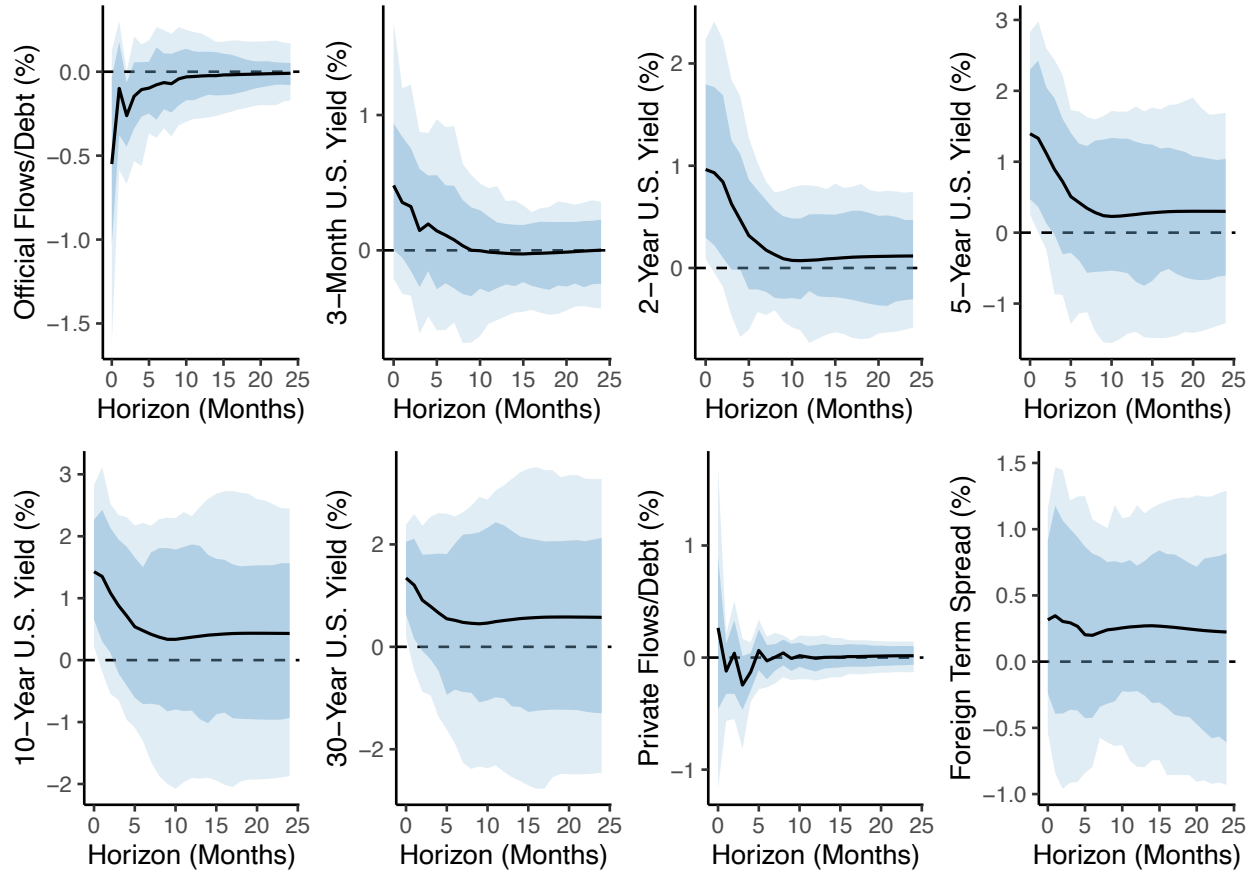 Official Flows/Debt (%)
0.0
−0.5
−1.0
−1.5
0 5 10 15 20 25
Horizon (Months)
3−Month U.S. Yield (%)
1
0
0 5 10 15 20 25
Horizon (Months)
2−Year U.S. Yield (%)
2
1
0
0 5 10 15 20 25
Horizon (Months)
5−Year U.S. Yield (%)
3
2
1
0
−1
0 5 10 15 20 25
Horizon (Months)
10−Year U.S. Yield (%)
3
2
1
0
−1
−2
0 5 10 15 20 25
Horizon (Months)
30−Year U.S. Yield (%)
2
0
−2
0 5 10 15 20 25
Horizon (Months)
Private Flows/Debt (%)
1
0
−1
0 5 10 15 20 25
Horizon (Months)
Foreign Term Spread (%)
1.5
1.0
0.5
0.0
−0.5
−1.0
0 5 10 15 20 25
Horizon (Months)